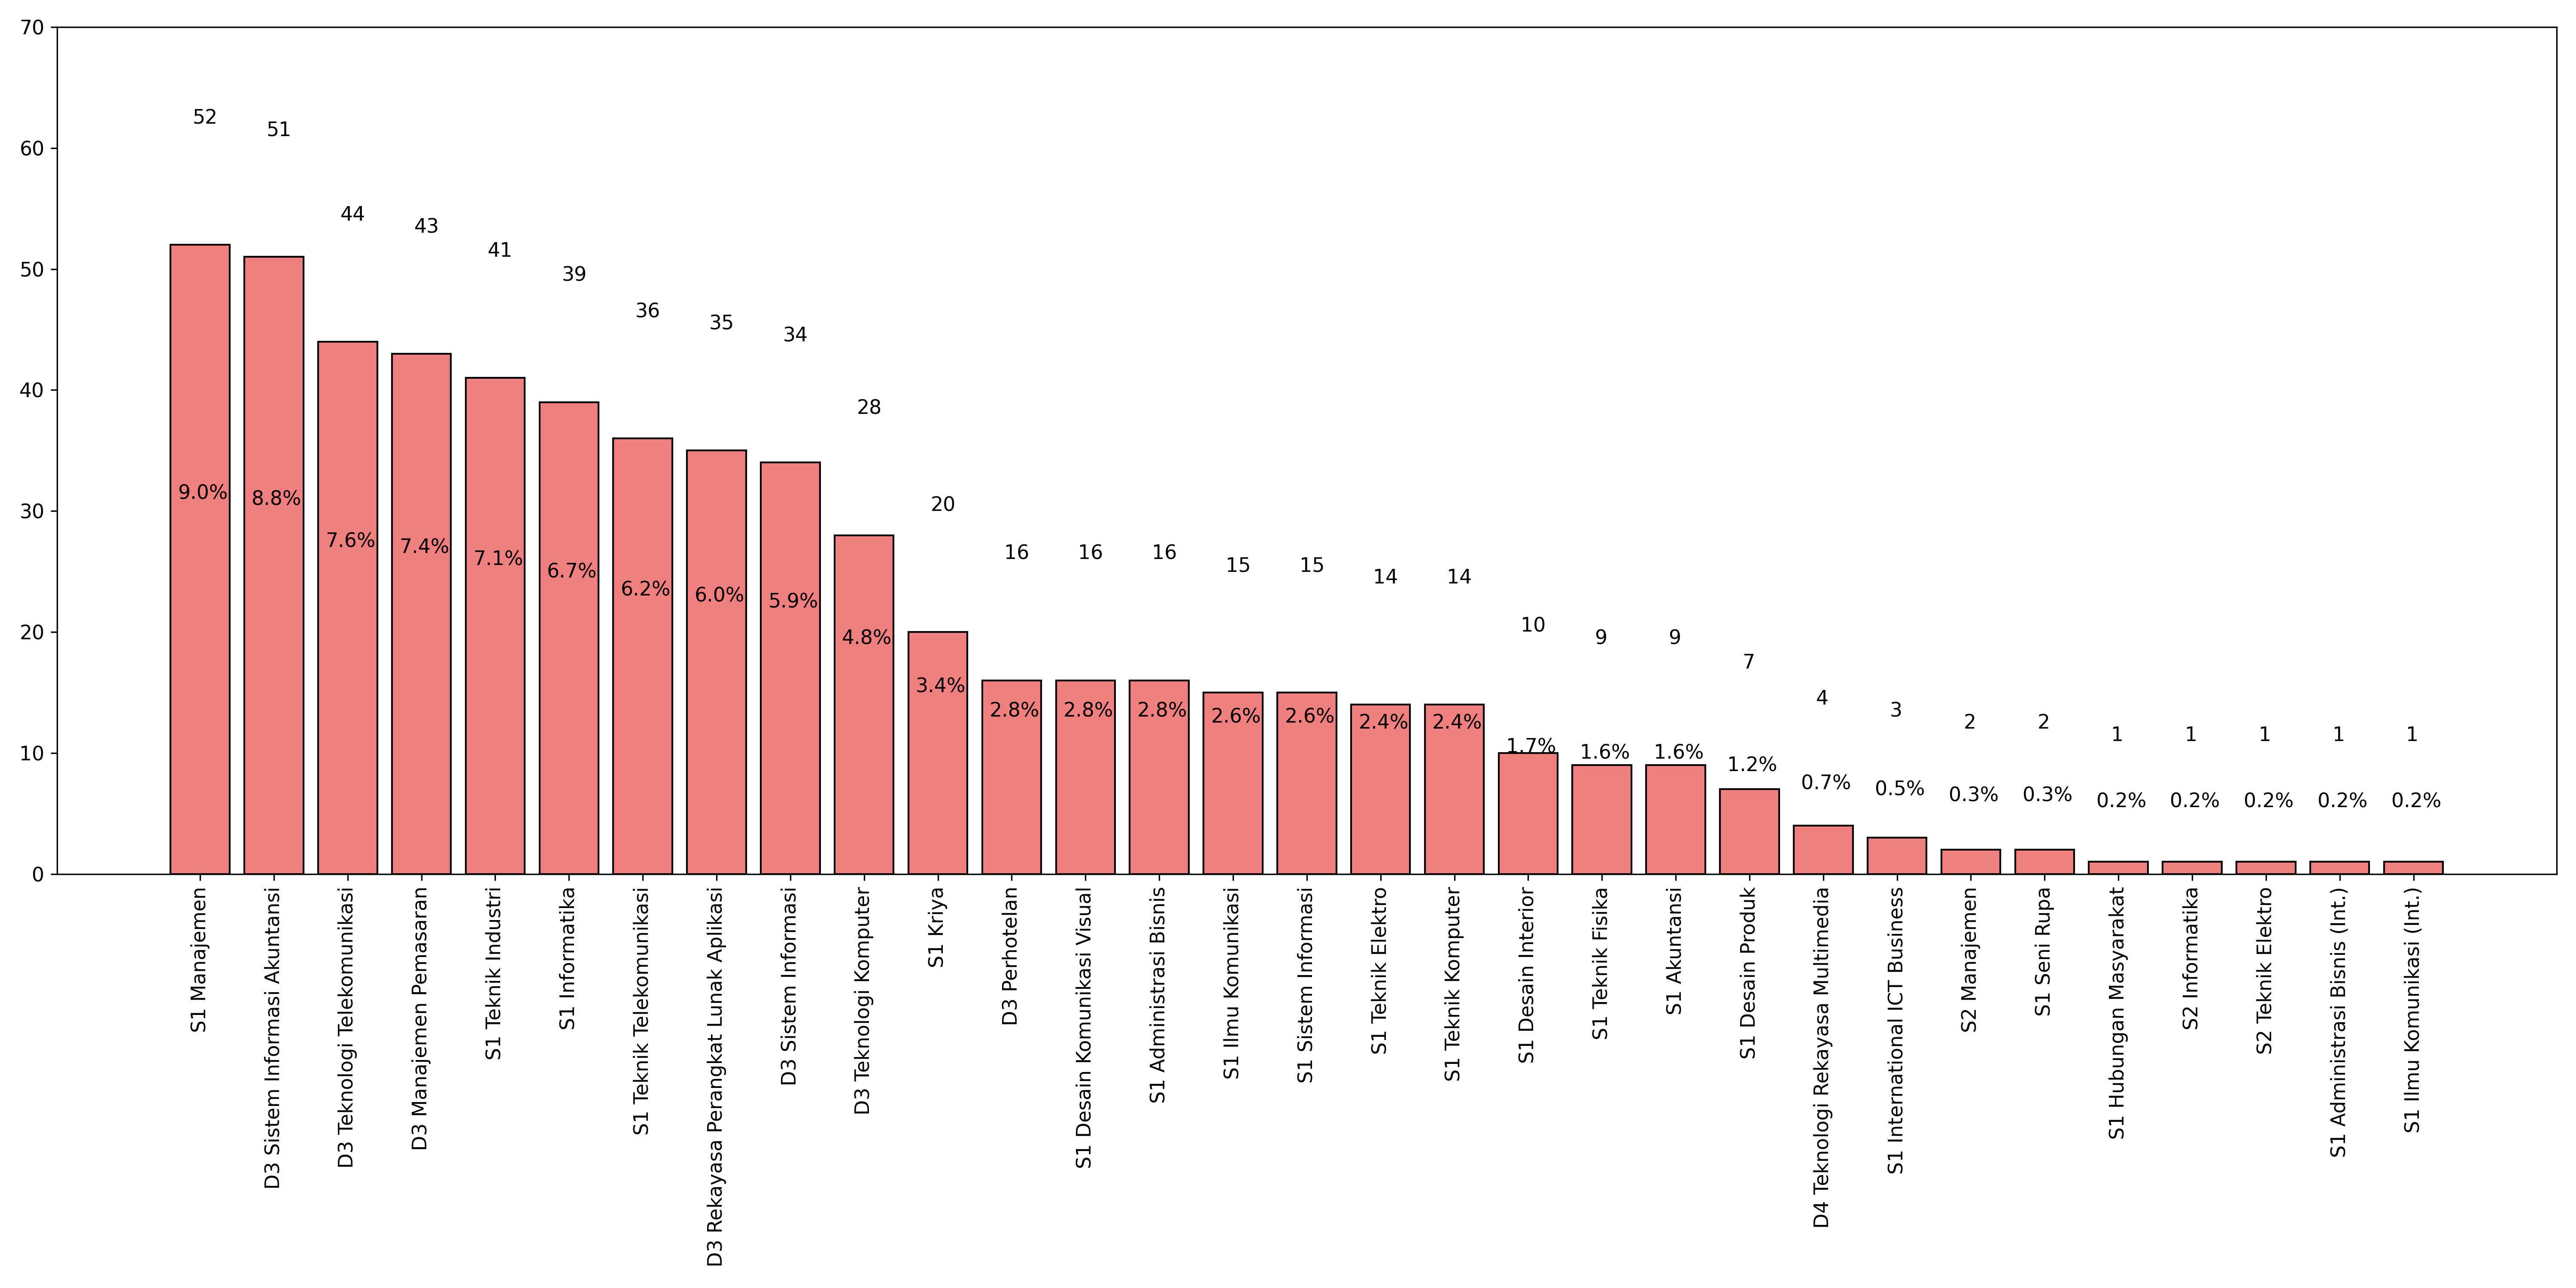 70
60
50
40
30
20
10
0
52
51
44
43
41
39
36
35
34
28
20
16
16
16
15
15
14
14
10
9
9
7
4
3
2
2
1
1
1
1
1
9.0%
8.8%
7.6%
7.4%
7.1%
6.7%
6.2%
6.0%
5.9%
4.8%
3.4%
2.8%
2.8%
2.8%
2.6%
2.6%
2.4%
2.4%
1.7%
1.6%
1.6%
1.2%
0.7%
0.5%
0.3%
0.3%
0.2%
0.2%
0.2%
0.2%
0.2%
S1 Manajemen
D3 Sistem Informasi Akuntansi
D3 Teknologi Telekomunikasi
D3 Manajemen Pemasaran
S1 Teknik Industri
S1 Informatika
S1 Teknik Telekomunikasi
D3 Rekayasa Perangkat Lunak Aplikasi
D3 Sistem Informasi
D3 Teknologi Komputer
S1 Kriya
D3 Perhotelan
S1 Desain Komunikasi Visual
S1 Administrasi Bisnis
S1 Ilmu Komunikasi
S1 Sistem Informasi
S1 Teknik Elektro
S1 Teknik Komputer
S1 Desain Interior
S1 Teknik Fisika
S1 Akuntansi
S1 Desain Produk
D4 Teknologi Rekayasa Multimedia
S1 International ICT Business
S2 Manajemen
S1 Seni Rupa
S1 Hubungan Masyarakat
S2 Informatika
S2 Teknik Elektro
S1 Administrasi Bisnis (Int.)
S1 Ilmu Komunikasi (Int.)